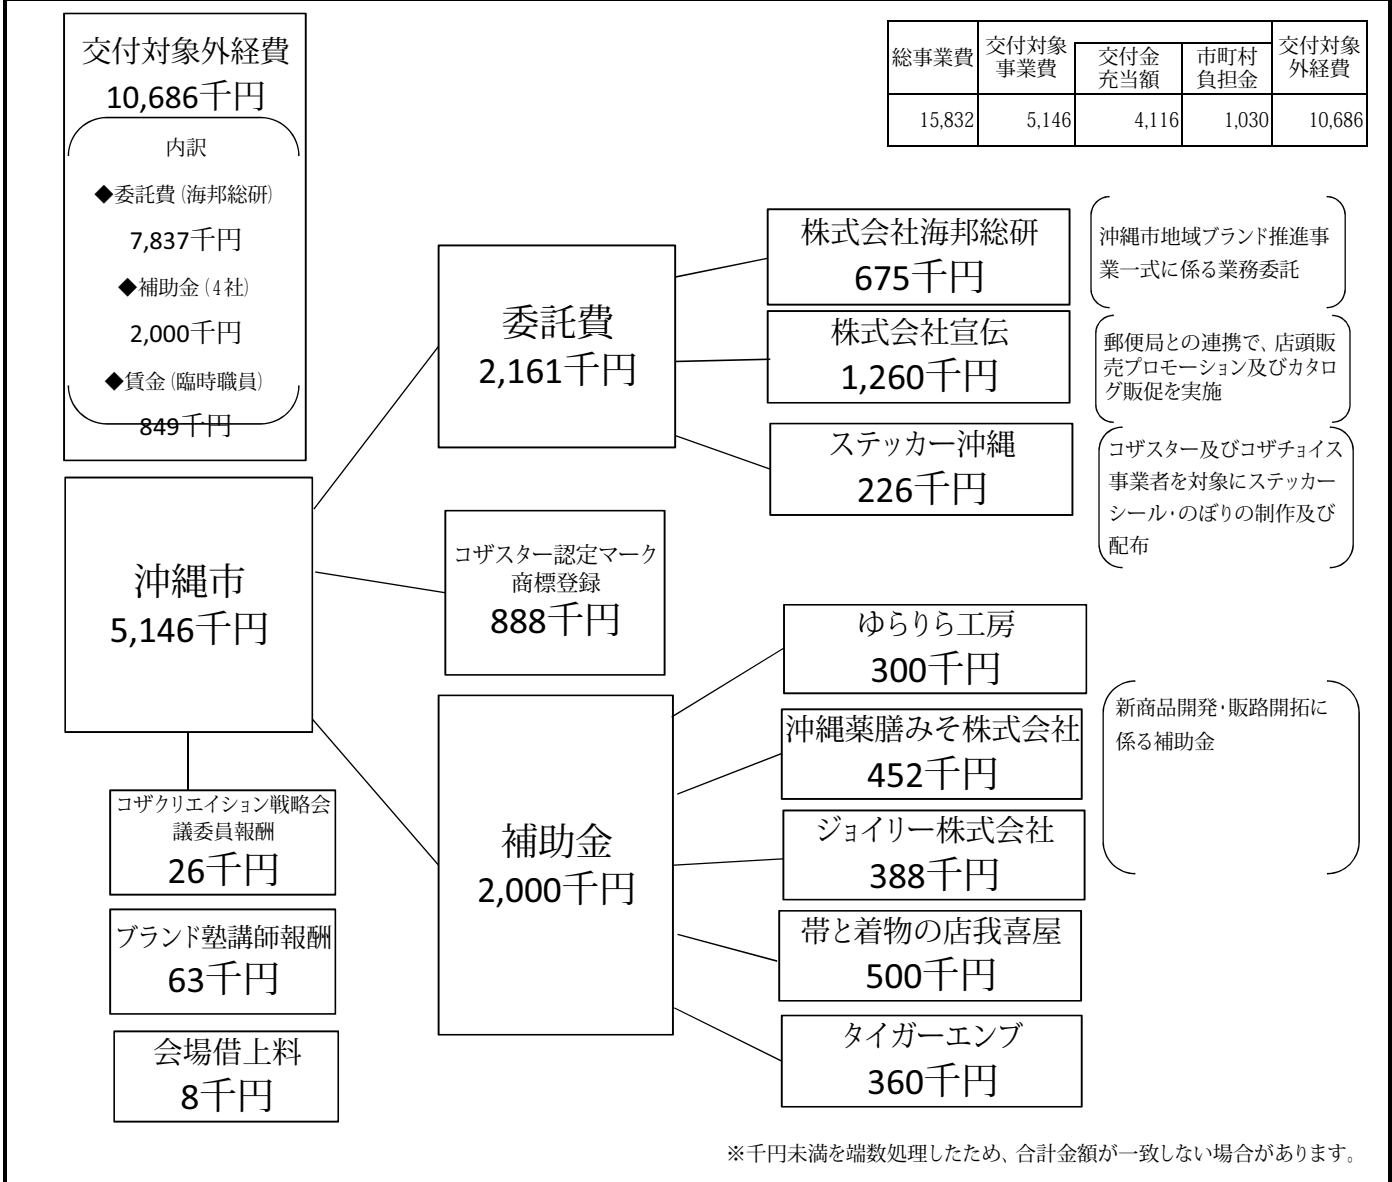 交付対象外経費
10,686千円
内訳
◆委託費(海邦総研)
7,837千円
◆補助金(4社)
2,000千円
◆賃金(臨時職員)
849千円
総事業費
交付対象
事業費
交付金
充当額
市町村
負担金
交付対象
外経費
15,832 5,146 4,116 1,030 10,686
沖縄市
5,146千円
委託費
2,161千円
株式会社海邦総研
675千円
沖縄市地域ブランド推進事
業一式に係る業務委託
株式会社宣伝
1,260千円
郵便局との連携で、店頭販
売プロモーション及びカタロ
グ販促を実施
ステッカー沖縄
226千円
コザスター及びコザチョイス
事業者を対象にステッカー
シール・のぼりの制作及び
配布
コザスター認定マーク
商標登録
888千円
補助金
2,000千円
ゆらりら工房
300千円
沖縄薬膳みそ株式会社
452千円
ジョイリー株式会社
388千円
帯と着物の店我喜屋
500千円
タイガーエンブ
360千円
新商品開発・販路開拓に
係る補助金
コザクリエイション戦略会
議委員報酬
26千円
ブランド塾講師報酬
63千円
会場借上料
8千円
※千円未満を端数処理したため、合計金額が一致しない場合があります。